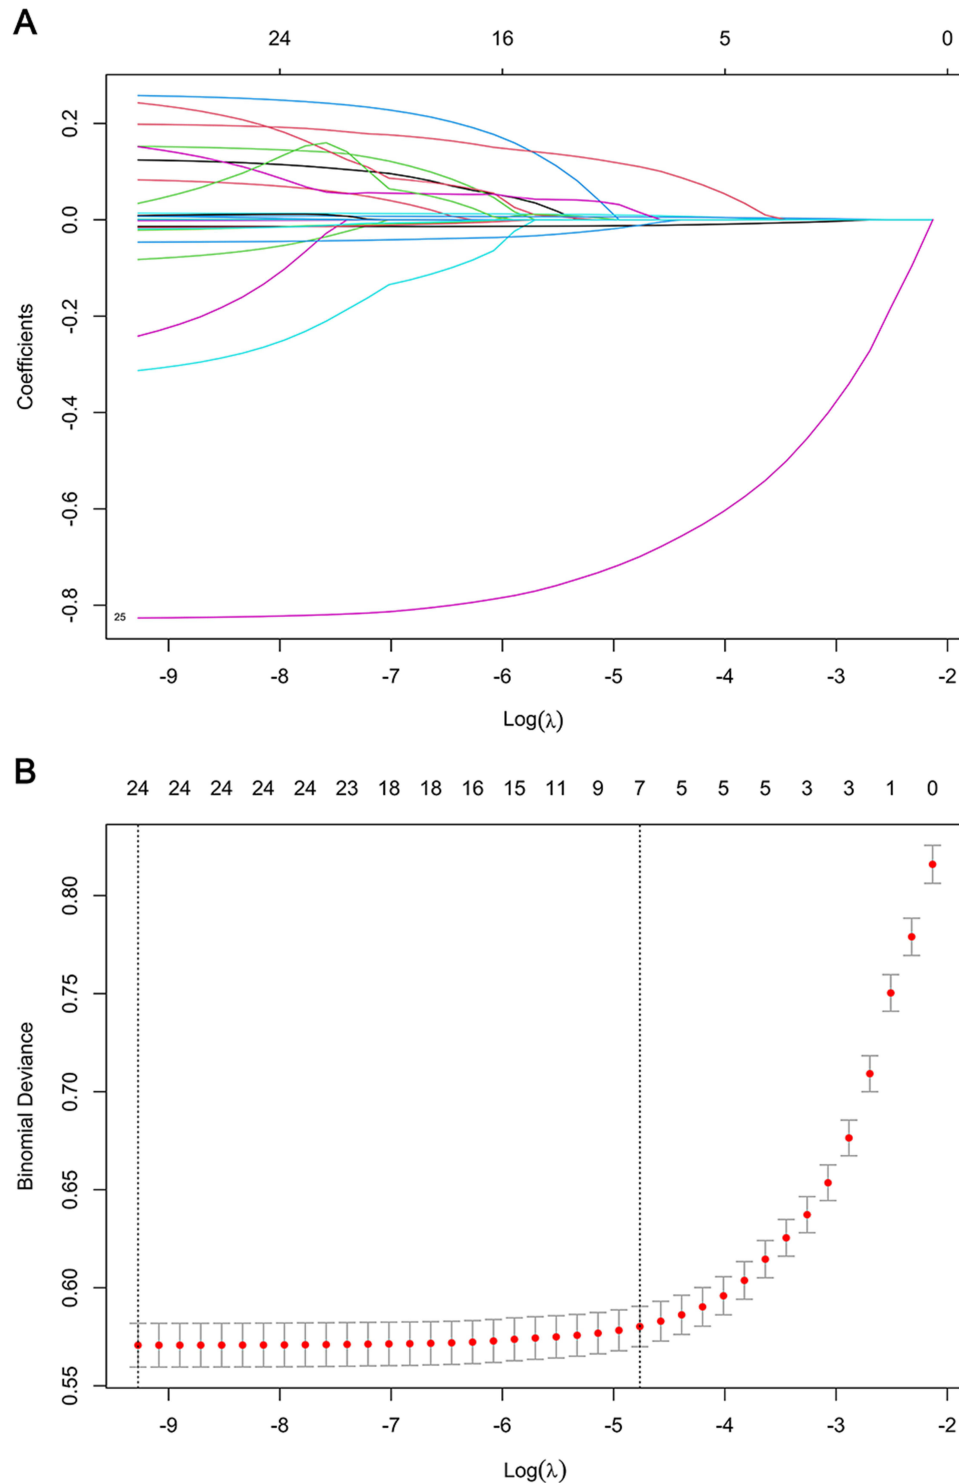 A
24 16 5 0
0.2
0.0
-0.2
-0.4
-0.6
-0.8
Coefficients
25
-9 -8 -7 -6 -5 -4 -3 -2
Log(λ)
B
24 24 24 24 24 23 18 18 16 15 11 9 7 5 5 5 3 3 1 0
0.80
0.75
0.70
0.65
0.60
0.55
Binomial Deviance
-9 -8 -7 -6 -5 -4 -3 -2
Log(λ)